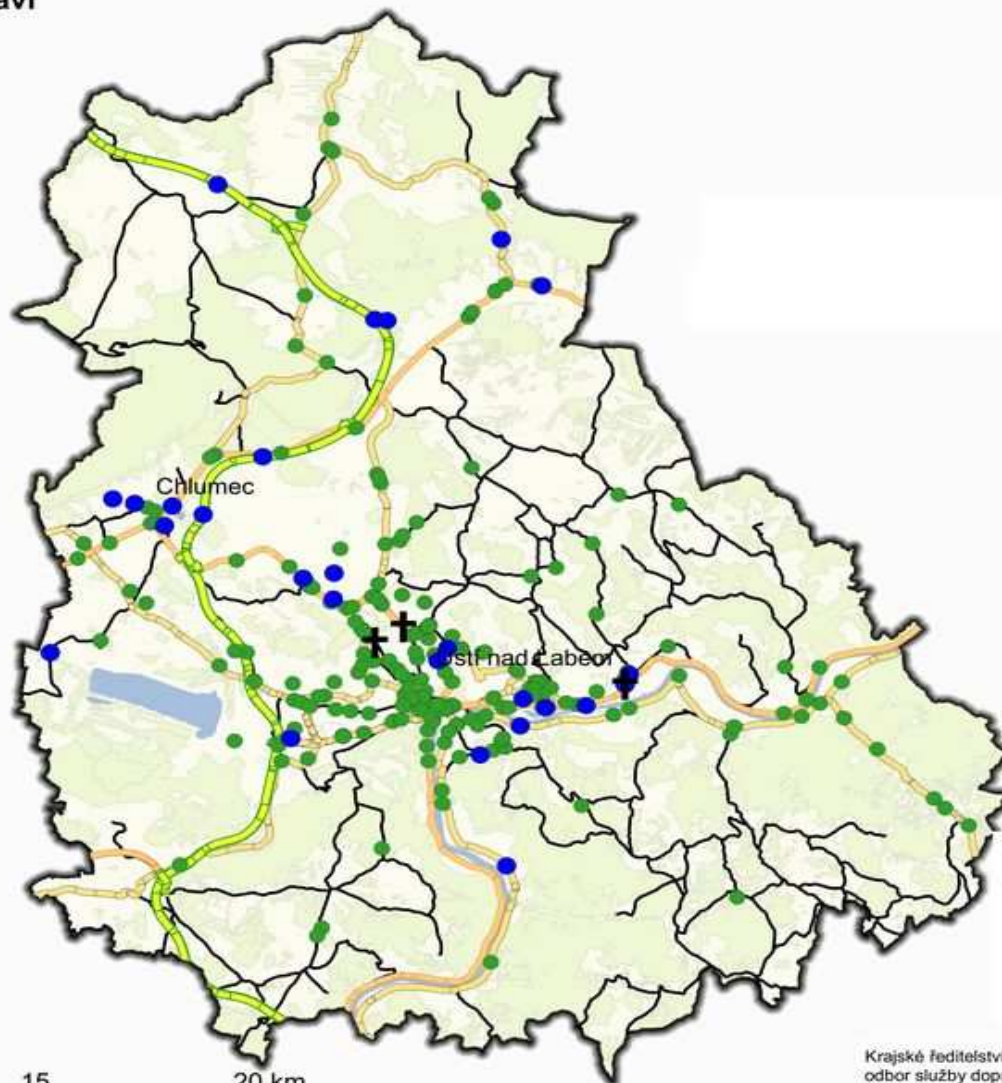 Chlumec
Ústí nad Labem
15 20 km
Krajské ředitelství
odbor služby dop